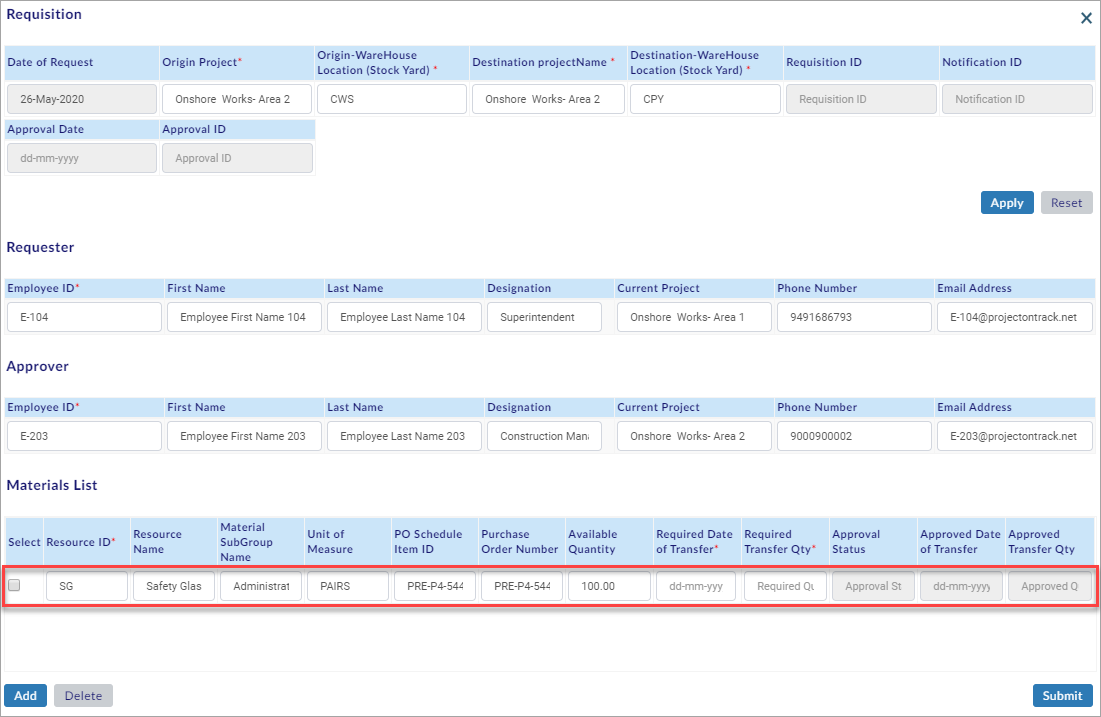 Requisition
Date of Request
Origin Project*
Origin-WareHouse
Location (Stock Yard) *
Destination projectName *
Destination-WareHouse
Location (Stock Yard) *
Requisition ID
Notification ID
26-May-2020
Onshore Works- Area 2
CWS
Onshore Works- Area 2
CPY
Requisition ID
Notification ID
Approval Date
Approval ID
dd-mm-yyyy
Approval ID
Apply
Reset
Requester
Employee ID*
First Name
Last Name
Designation
Current Project
Phone Number
Email Address
E-104
Employee First Name 104
Employee Last Name 104
Superintendent
Onshore Works- Area 1
9491686793
E-104@projectontrack.net
Approver
Employee ID*
First Name
Last Name
Designation
Current Project
Phone Number
Email Address
E-203
Employee First Name 203
Employee Last Name 203
Construction Man
Onshore Works- Area 2
9000900002
E-203@projectontrack.net
Materials List
Select
Resource ID*
Resource
Name
Material
SubGroup
Name
Unit of
Measure
PO Schedule
Item ID
Purchase
Order Number
Available
Quantity
Required Date
of Transfer*
Required
Transfer Qty*
Approval
Status
Approved Date
of Transfer
Approved
Transfer Qty
SG
Safety Glas
Administrat
PAIRS
PRE-P4-544
PRE-P4-544
100.00
dd-mm-yyy
Required Qu
Approval St
dd-mm-yyyy
Approved Q
Add
Delete
Submit